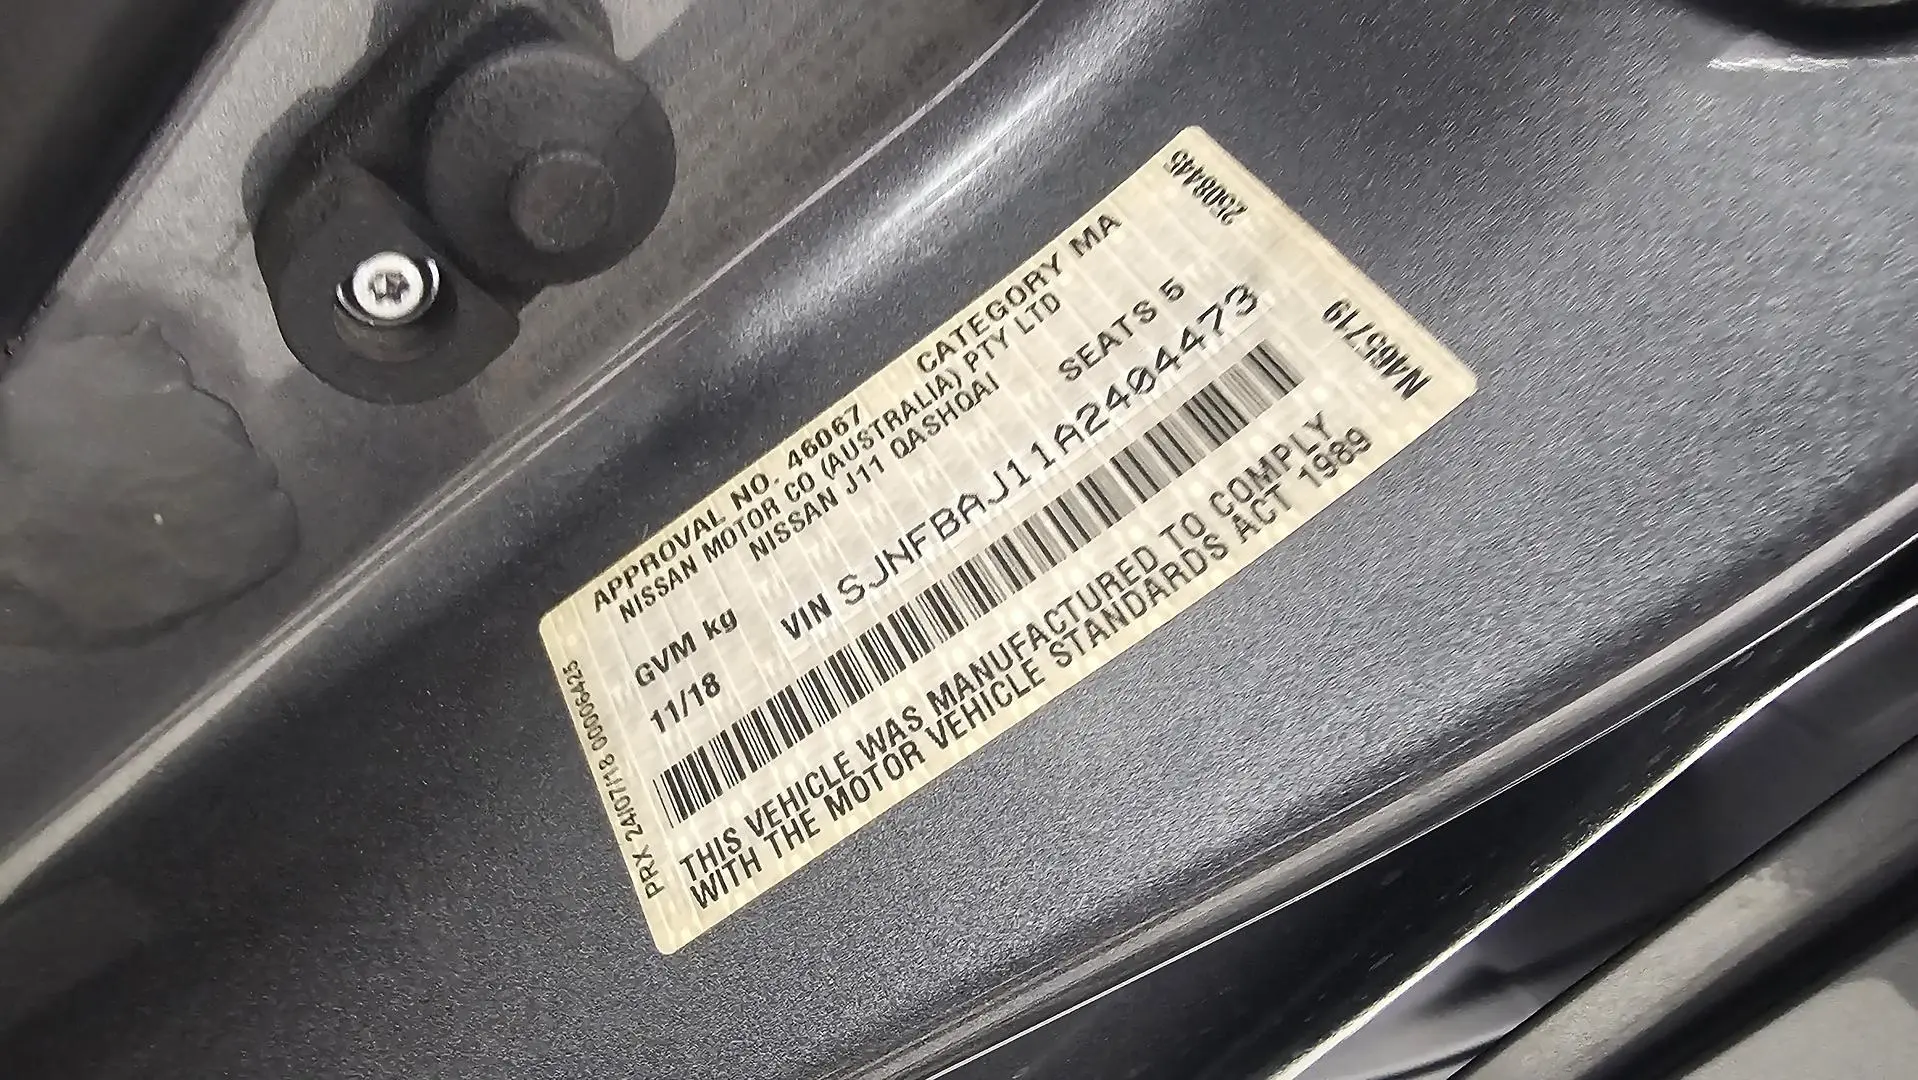 APPROVAL NO. 46067 CATEGORY MA
NISSAN MOTOR CO (AUSTRALIA) PTY LTD
NISSAN J11 QASHQAI
GVM kg SEATS 5
11/18 VIN SJNFBAJ11A2404473
THIS VEHICLE WAS MANUFACTURED TO COMPLY
WITH THE MOTOR VEHICLE STANDARDS ACT 1989
PRX 24/07/18 00006425
2508445
N465719